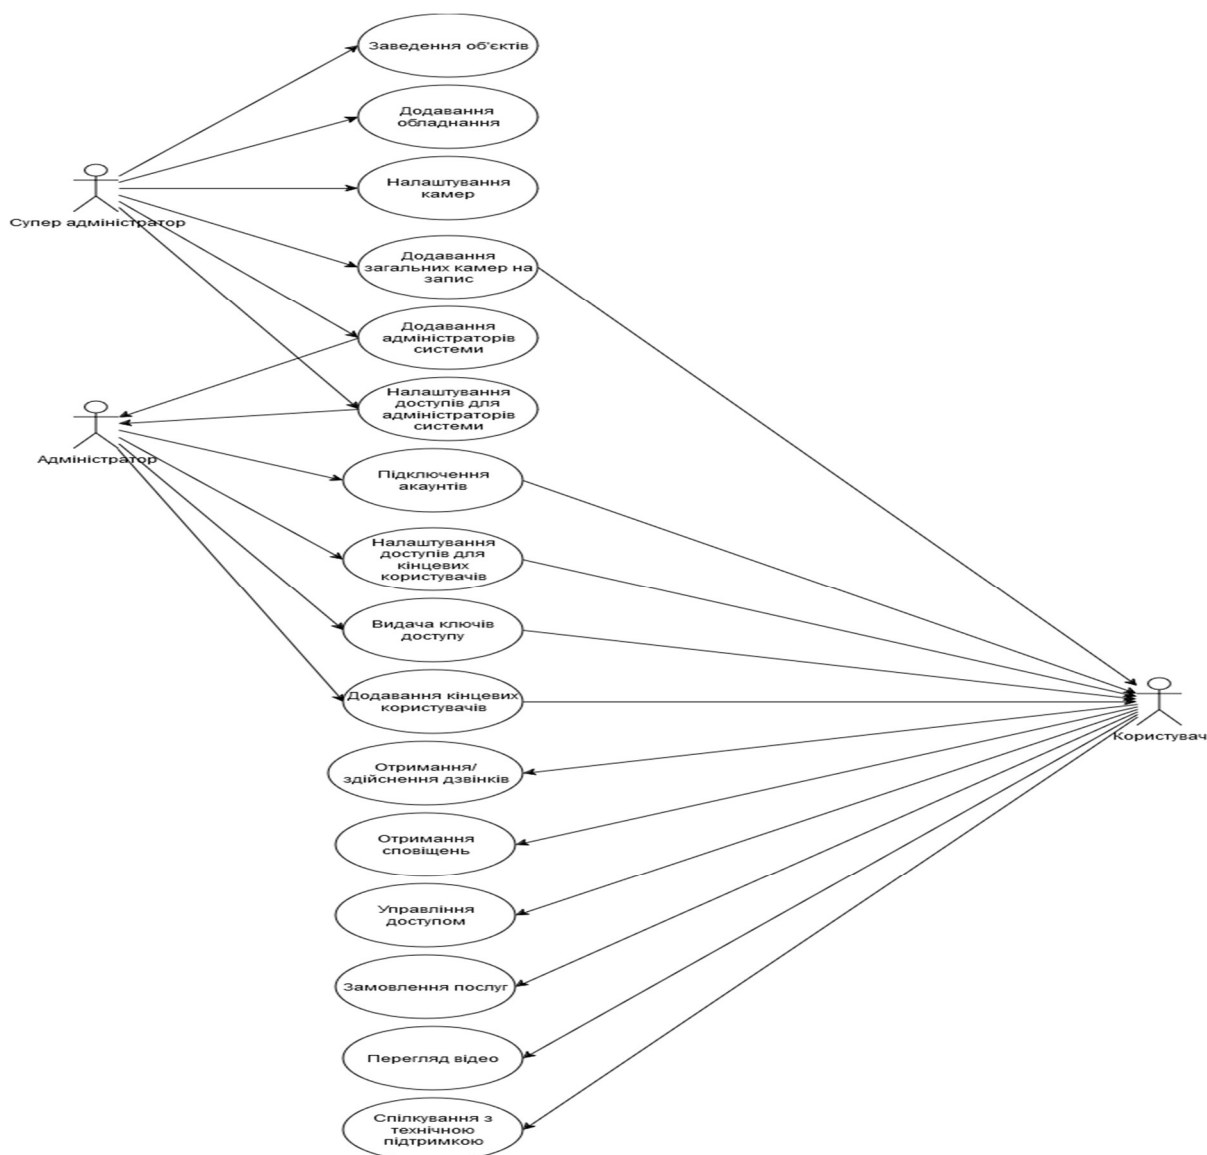 Заведення об'єктів
Додавання
обладнання
Налаштування
камер
Супер адміністратор
Додавання
загальних камер на
запис
Додавання
адміністраторів
системи
Налаштування
доступів для
адміністраторів
системи
Адміністратор
Підключення
акаунтів
Налаштування
доступів для
кінцевих
користувачів
Видача ключів
доступу
Додавання кінцевих
користувачів
Користувач
Отримання/
здійснення дзвінків
Отримання
сповіщень
Управління
доступом
Замовлення послуг
Перегляд відео
Спілкування з
технічною
підтримкою